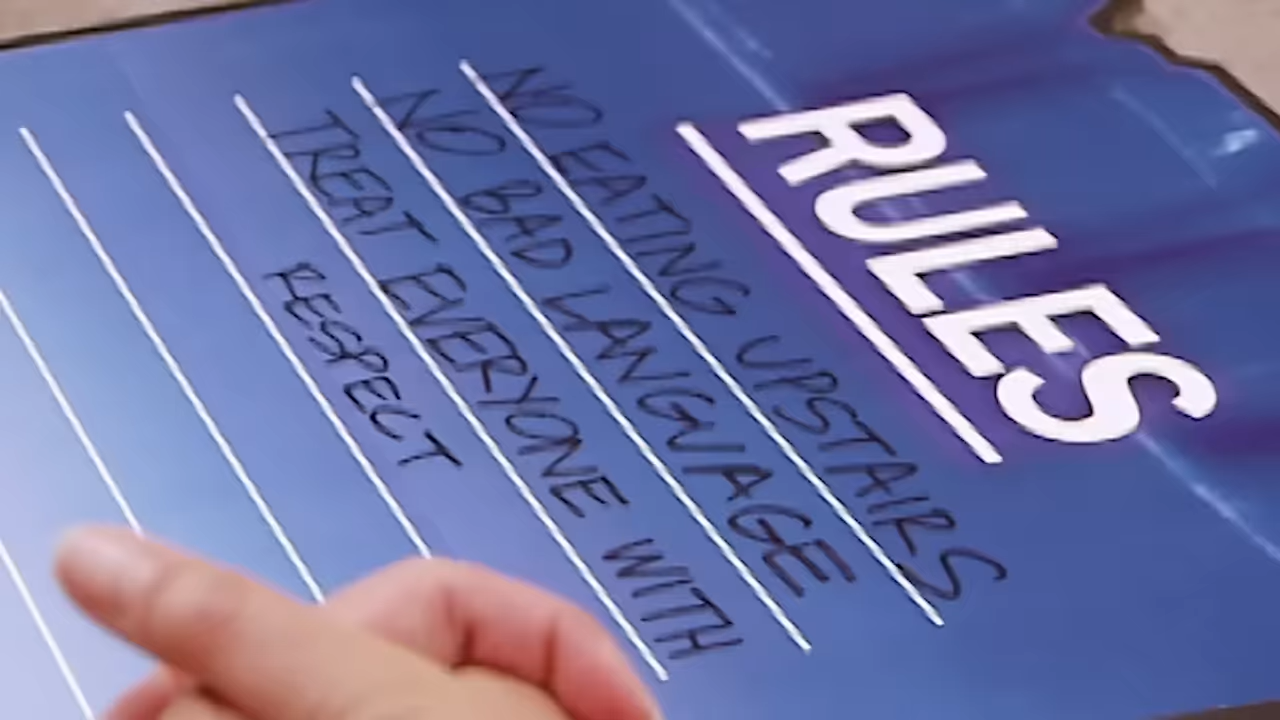 RULES
NO EATING UPSTAIRS
NO BAD LANGUAGE
TREAT EVERYONE WITH
RESPECT